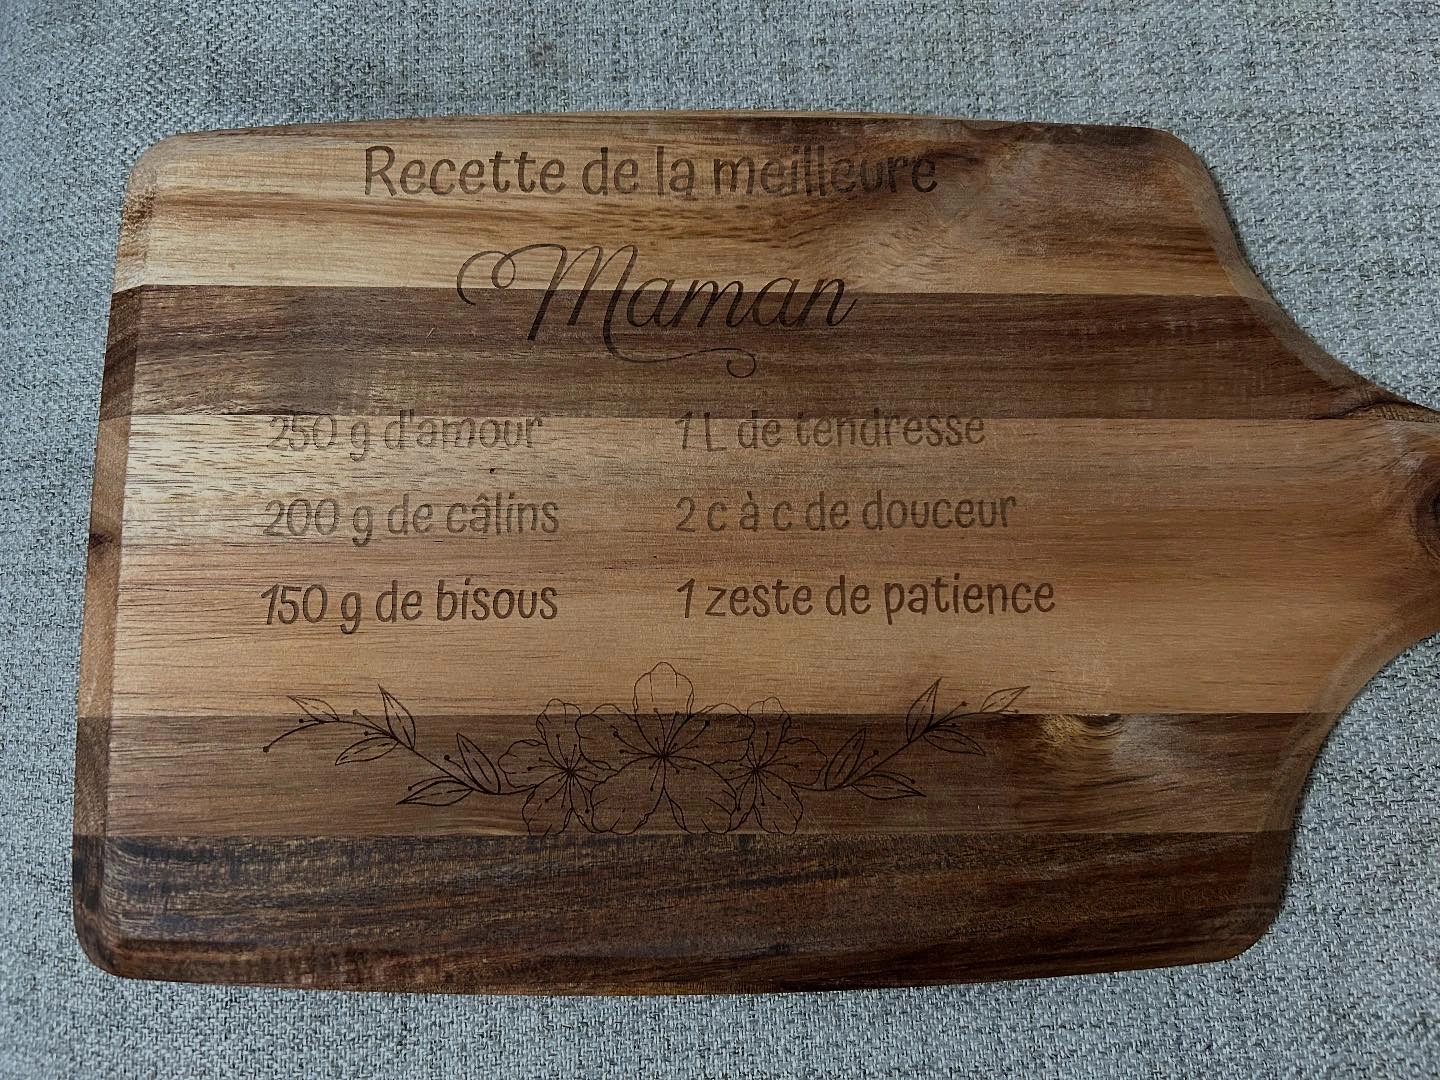 Recette de la meilleure
Maman
250 g d'amour
200 g de câlins
150 g de bisous
1 L de tendresse
2 c à c de douceur
1 zeste de patience